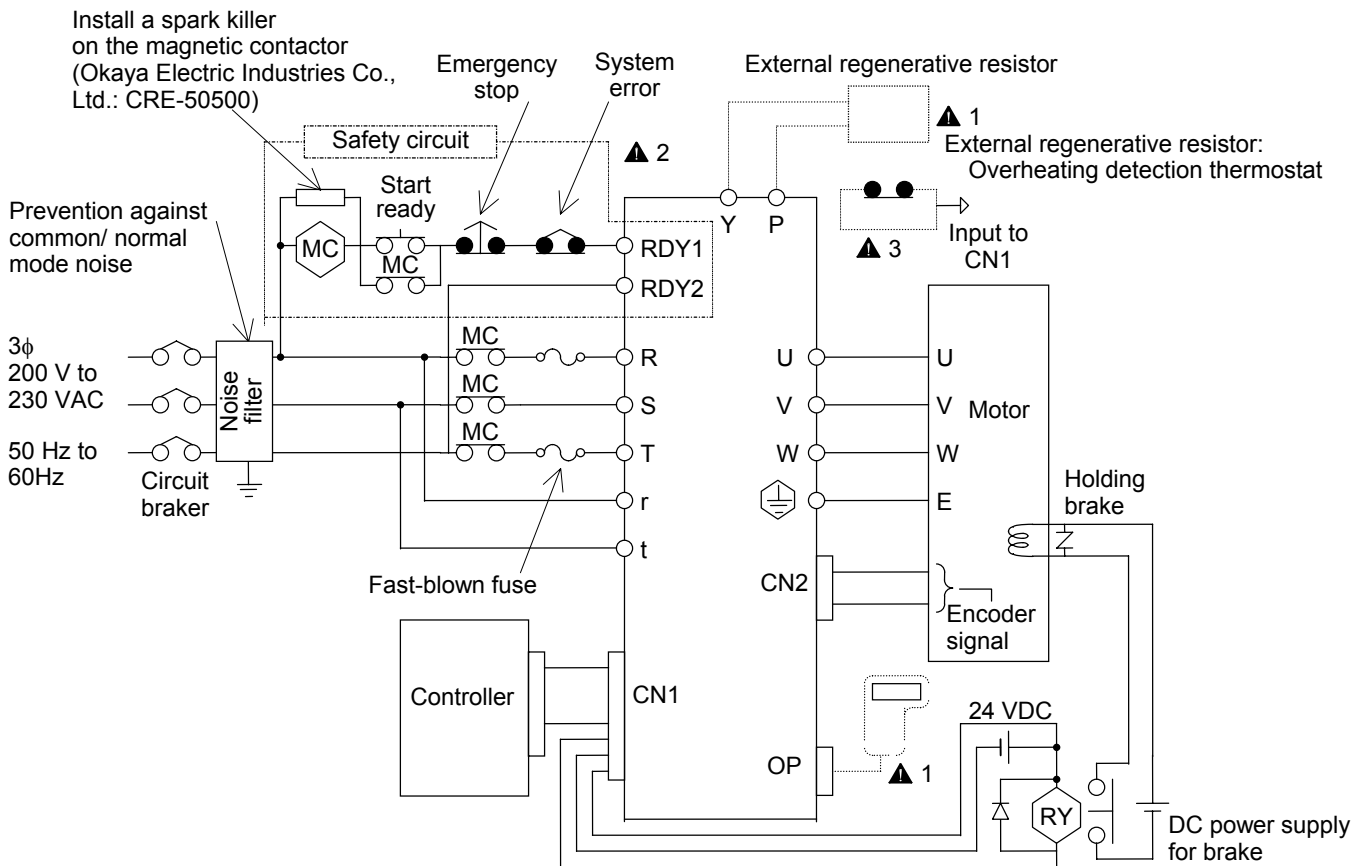 Install a spark killer
on the magnetic contactor
(Okaya Electric Industries Co.,
Ltd.: CRE-50500)
Emergency
stop
System
error
External regenerative resistor
1
External regenerative resistor:
Overheating detection thermostat
Safety circuit
2
Start
ready
Prevention against
common/ normal
mode noise
MC
MC
Y
P
RDY1
RDY2
3
Input to
CN1
3ϕ
200 V to
230 VAC
50 Hz to
60Hz
Noise
filter
Circuit
braker
MC
MC
MC
R
S
T
r
t
U
V
W
U
V
W
E
Motor
Holding
brake
Fast-blown fuse
CN2
Encoder
signal
Controller
CN1
OP
1
24 VDC
RY
DC power supply
for brake